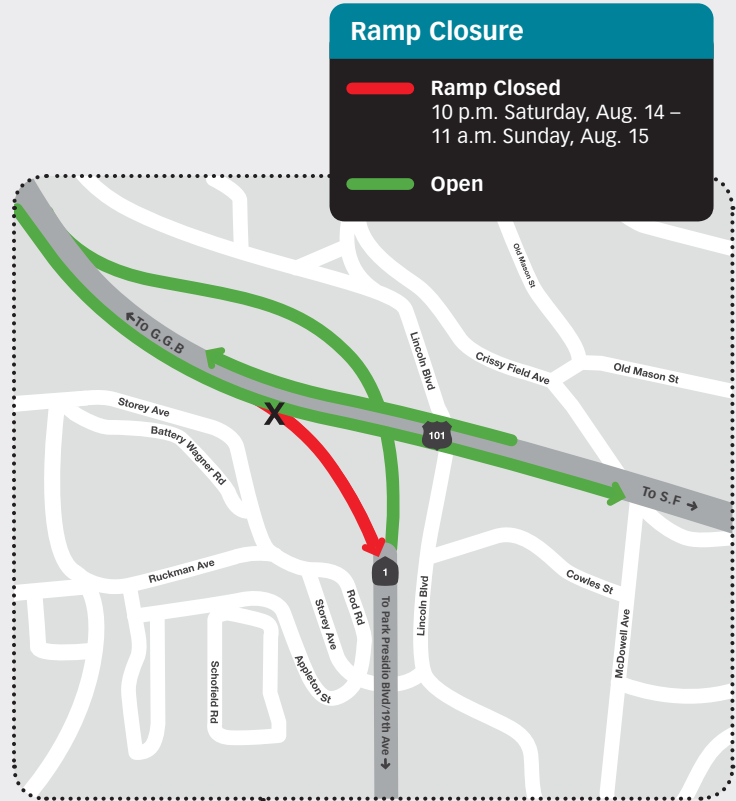 Ramp Closure
Ramp Closed
10 p.m. Saturday, Aug. 14 –
11 a.m. Sunday, Aug. 15
Open
Old Mason St
←To G.G.B
Lincoln Blvd
Crissy Field Ave
Old Mason St
Storey Ave
X
101
Battery Wagner Rd
To S.F →
Ruckman Ave
1
Cowles St
Rod Rd
Storey Ave
Lincoln Blvd
To Park Presidio Blvd/19th Ave →
McDowell Ave
Schofield Rd
Appleton St